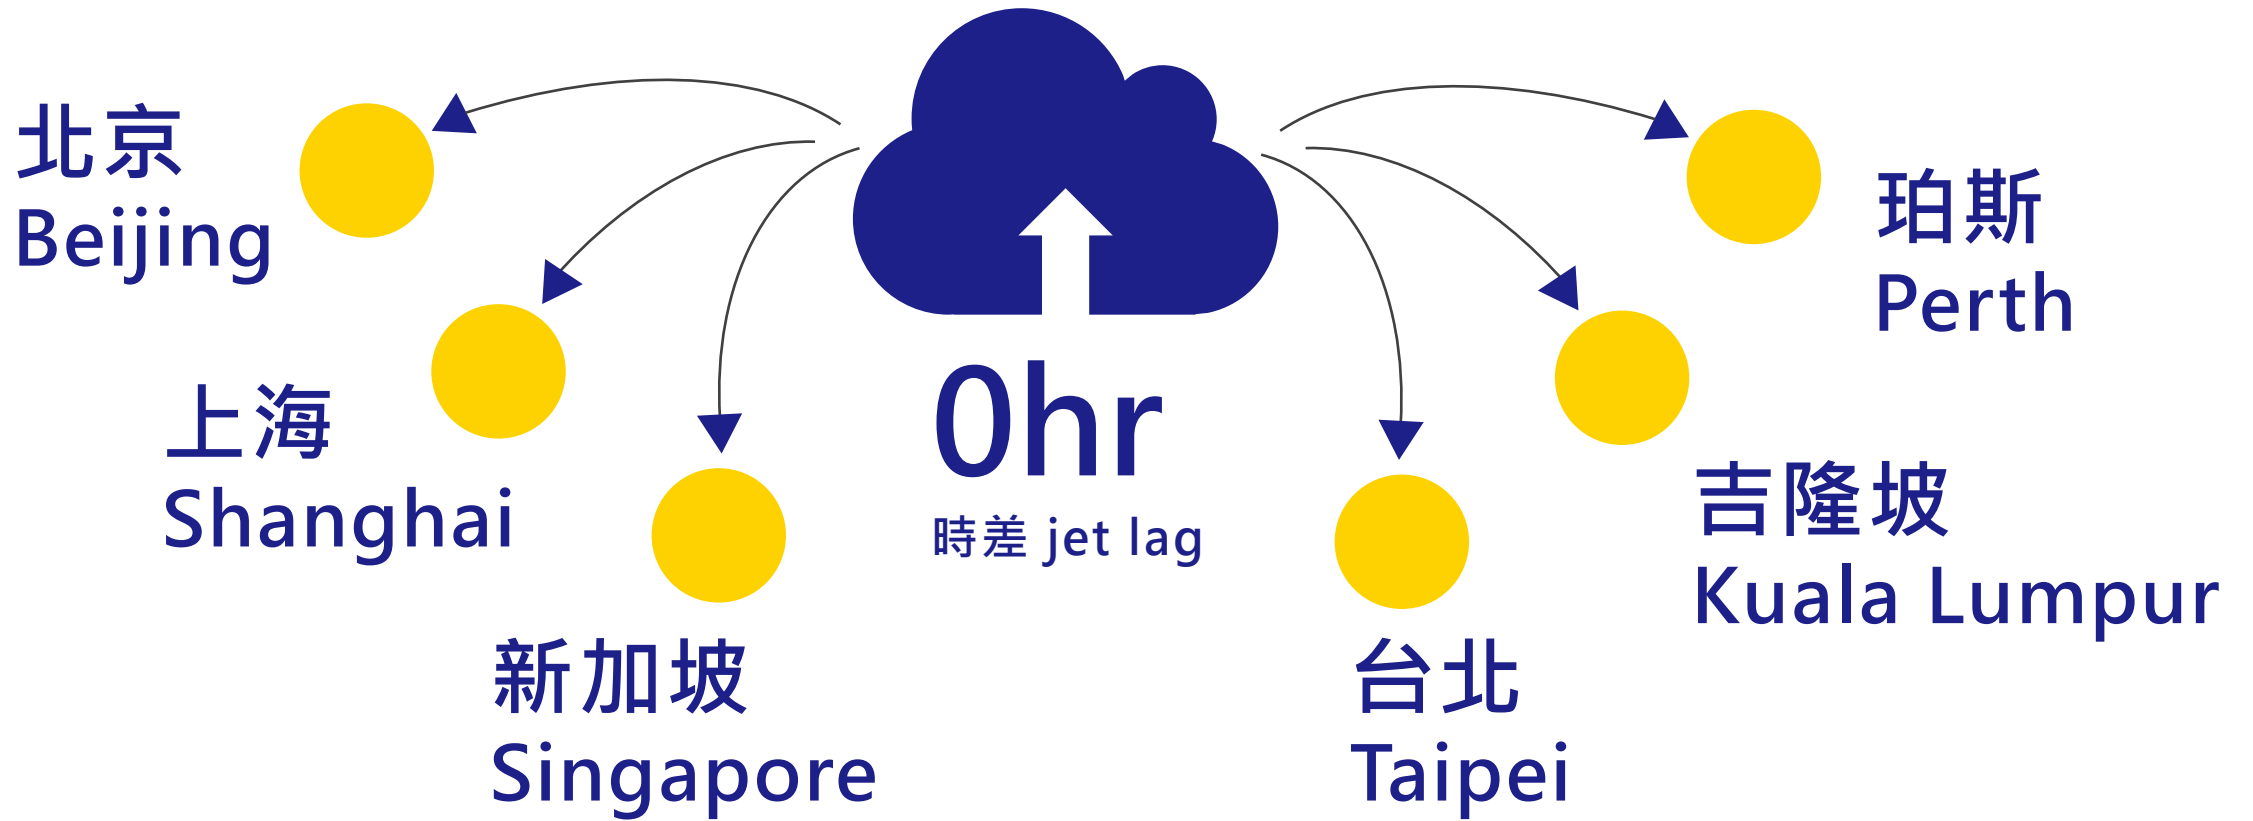 北京
Beijing
上海
Shanghai
新加坡
Singapore
0hr
時差 jet lag
台北
Taipei
吉隆坡
Kuala Lumpur
珀斯
Perth